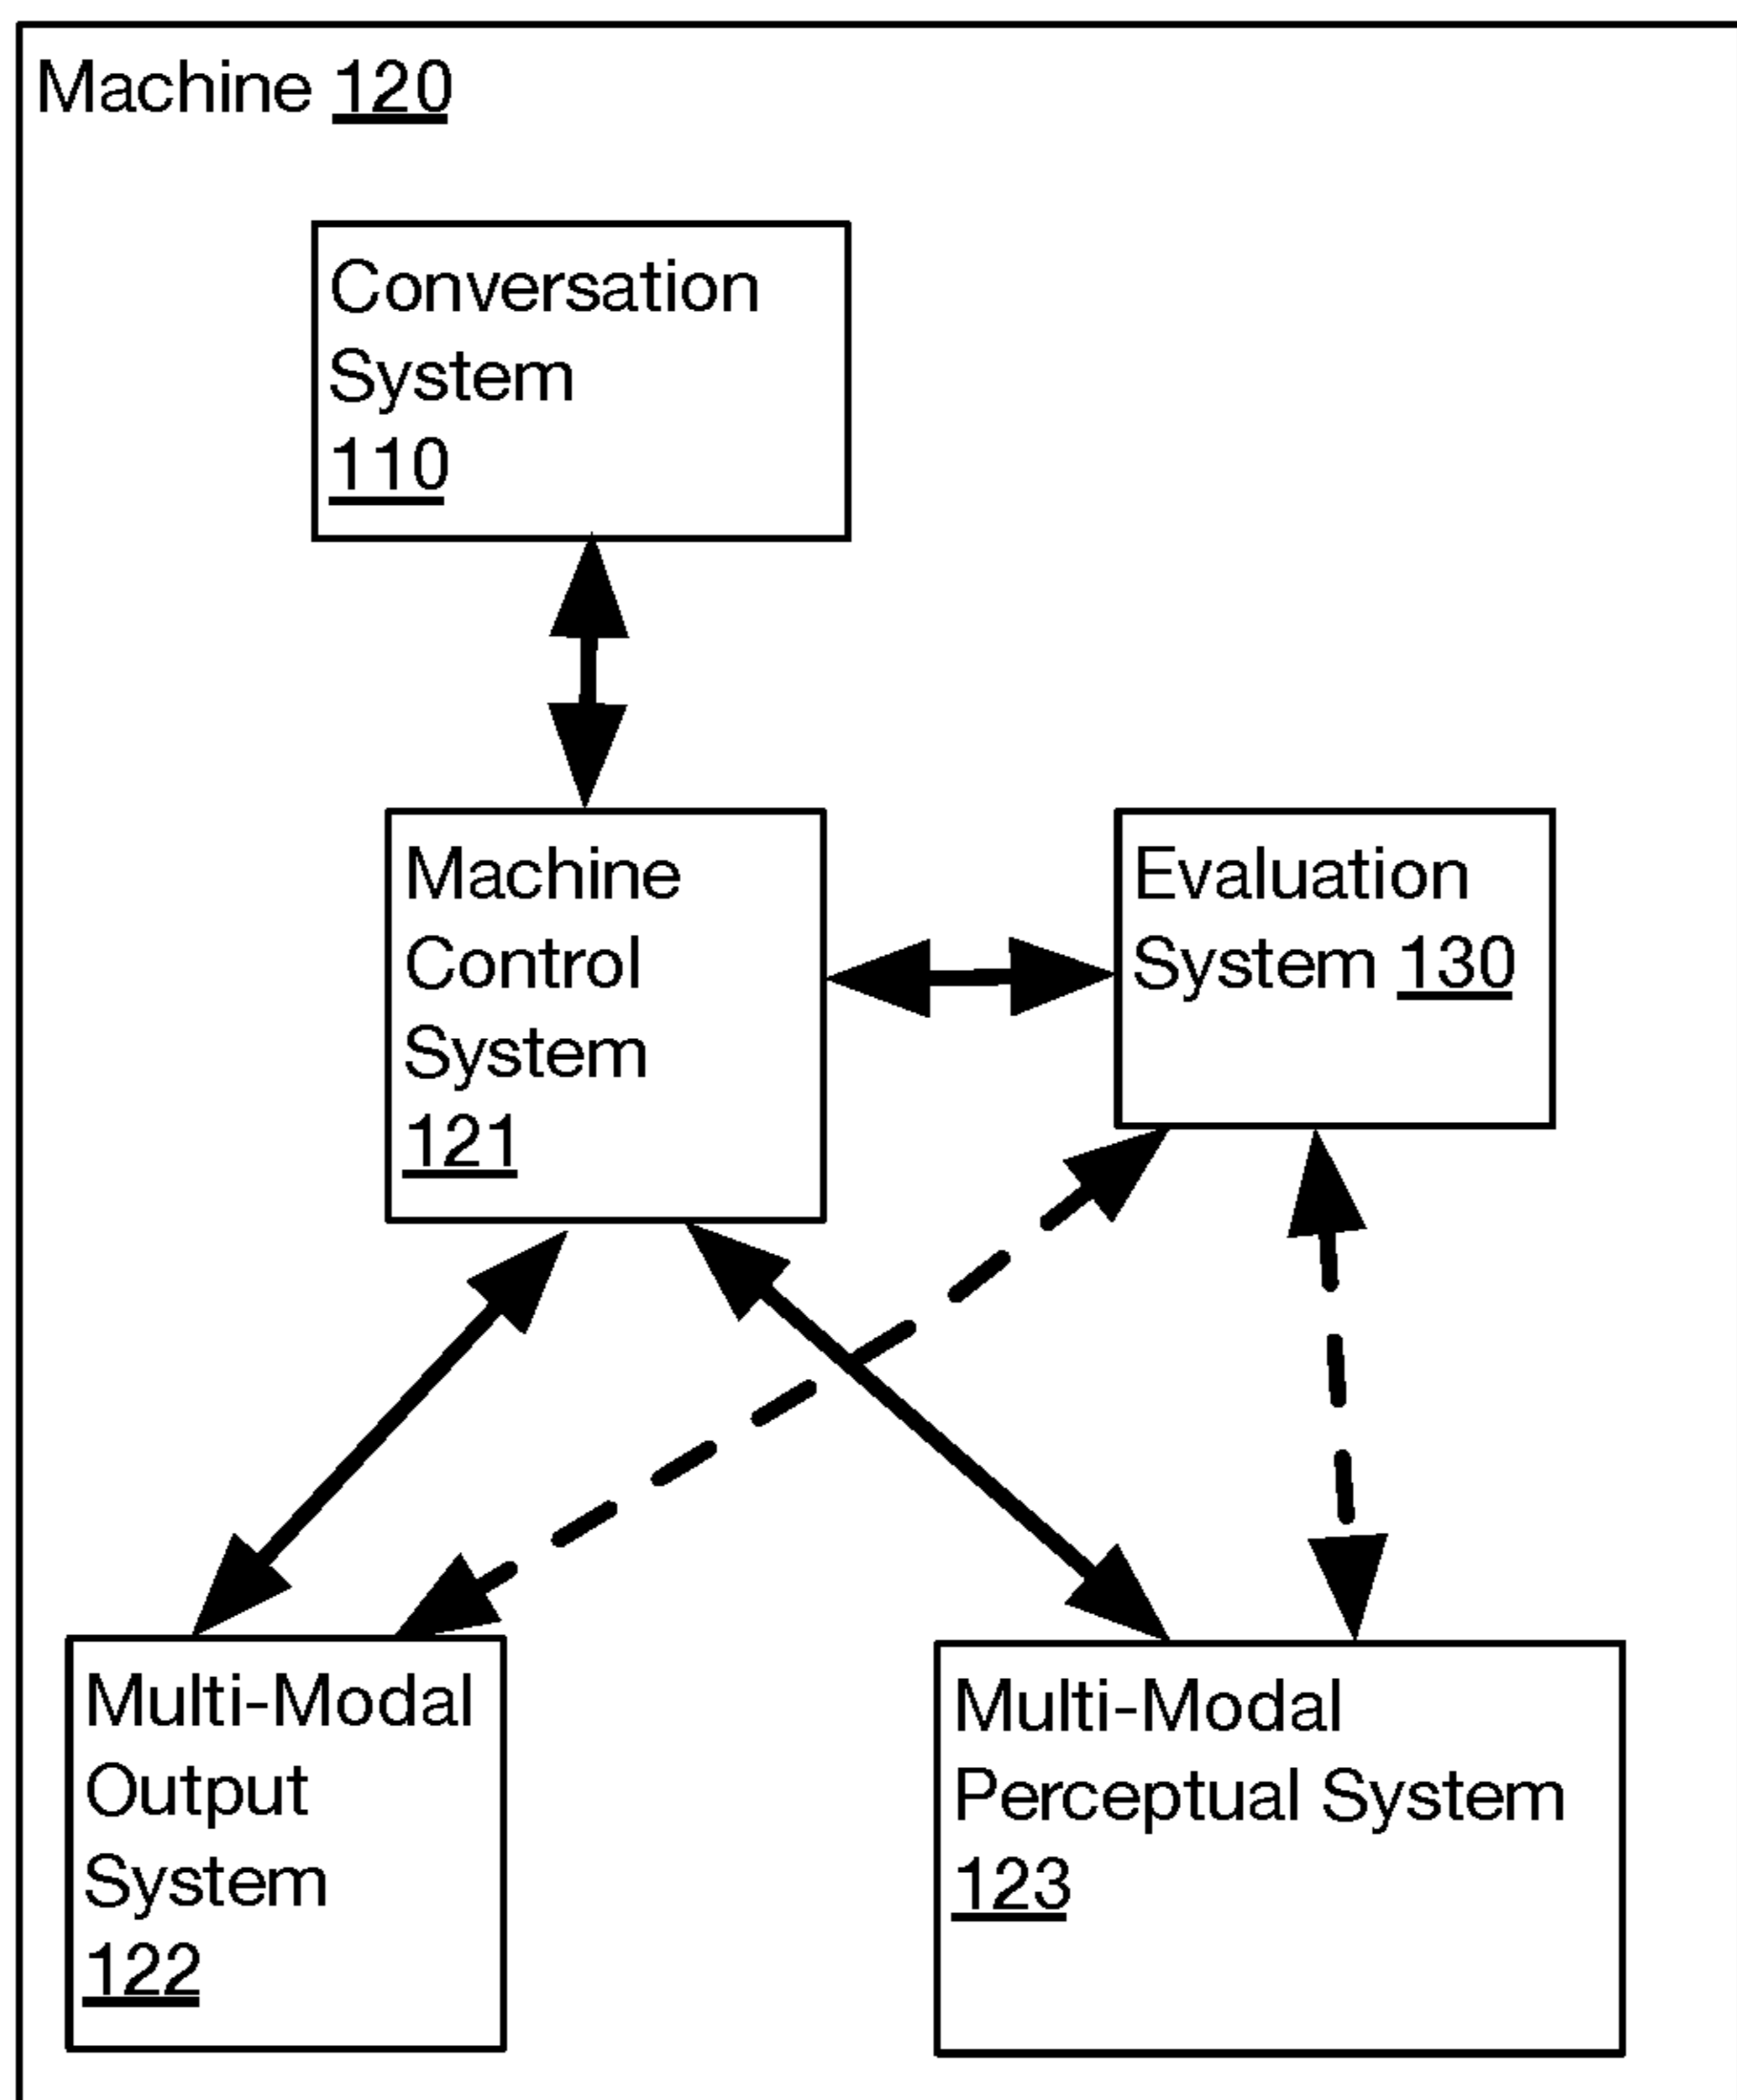 Machine 120
Conversation
System
110
Machine
Control
System
121
Evaluation
System 130
Multi-Modal
Output
System
122
Multi-Modal
Perceptual System
123